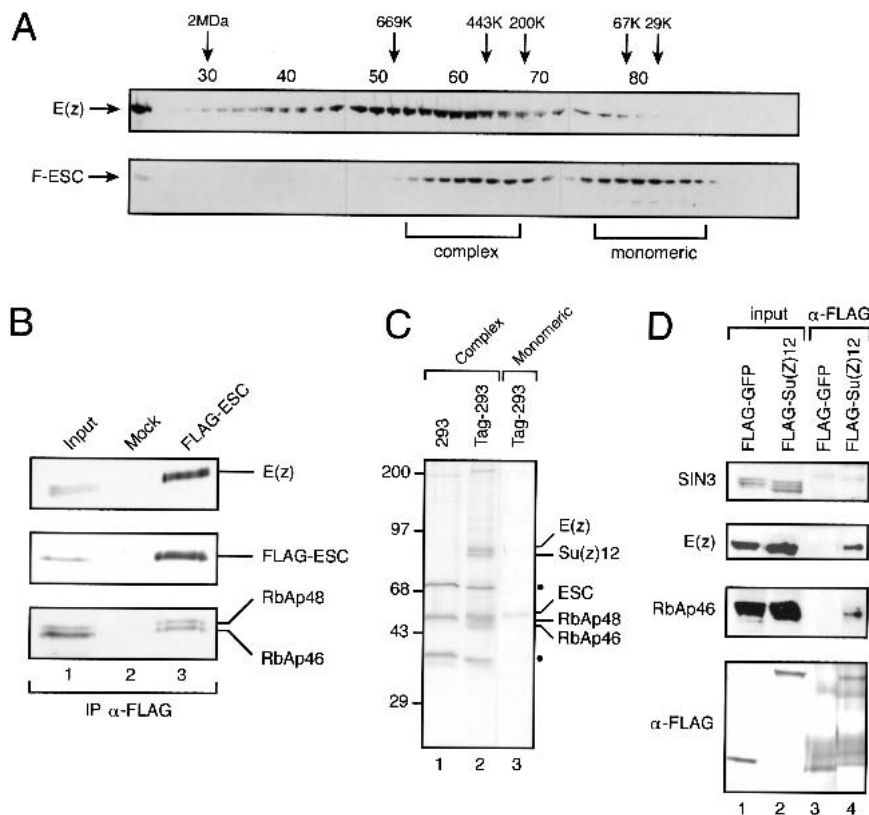 A
2MDa 669K 443K 200K 67K 29K
30 40 50 60 70 80
E(z)
F-ESC
complex monomeric
B
Input Mock FLAG-ESC
E(z)
FLAG-ESC
RbAp48
RbAp46
1 2 3
IP α-FLAG
C
Complex Monomeric
293 Tag-293 Tag-293
200
97
68
43
29
E(z)
Su(z)12
ESC
RbAp48
RbAp46
1 2 3
D
input α-FLAG
FLAG-GFP FLAG-Su(Z)12 FLAG-GFP FLAG-Su(Z)12
SIN3
E(z)
RbAp46
α-FLAG
1 2 3 4